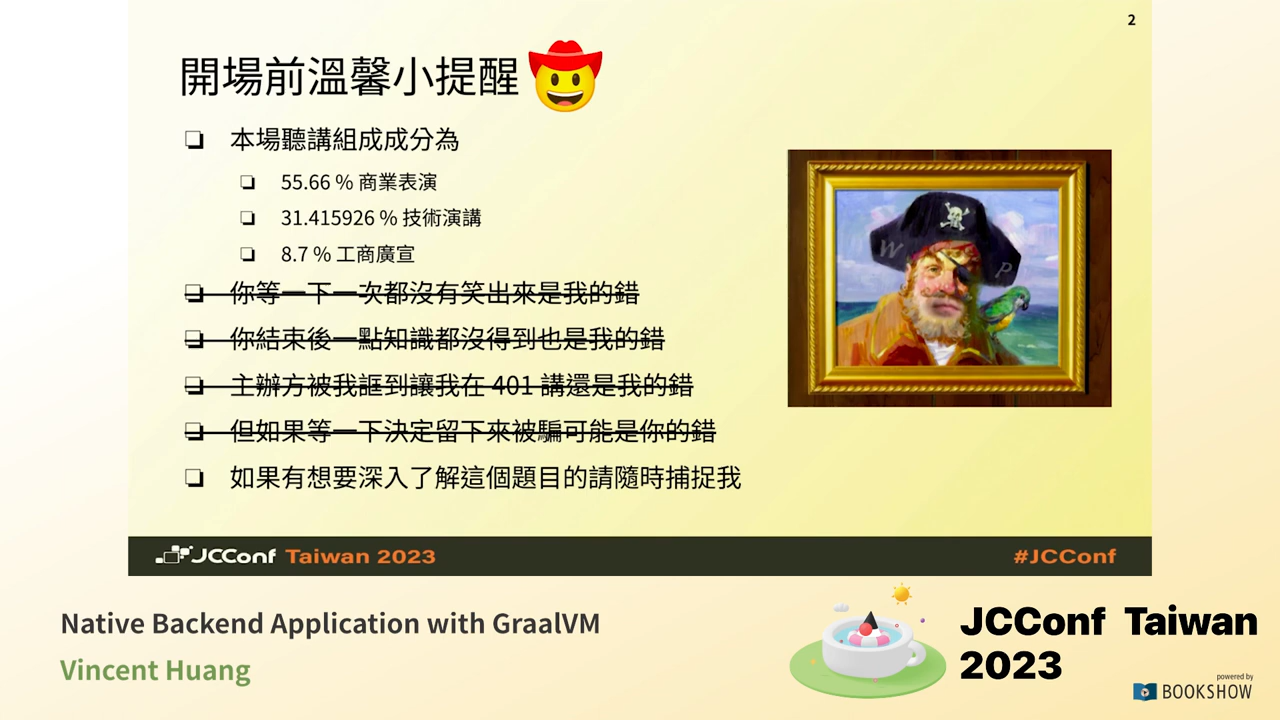 2
開場前溫馨小提醒
本場聽講組成成分為
55.66 % 商業表演
31.415926 % 技術演講
8.7 % 工商廣宣
你等一下一次都沒有笑出來是我的錯
你結束後一點知識都沒得到也是我的錯
主辦方被我誆到讓我在 401 講還是我的錯
但如果等一下決定留下來被騙可能是你的錯
如果有想要深入了解這個題目的請隨時捕捉我
W P
JCConf Taiwan 2023
#JCConf
Native Backend Application with GraalVM
Vincent Huang
JCConf Taiwan
2023
powered by
BOOKSHOW